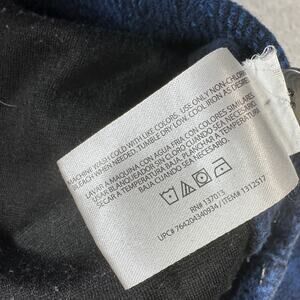 MACHINE WASH COLD WITH LIKE COLORS. USE ONLY NON-CHLORINE
BLEACH WHEN NEEDED, TUMBLE DRY LOW. COOL IRON AS DESIRED
LAVAR A MAQUINA CON AGUA FRIA CON COLORES SIMILARES
USAR BLANQUEADOR SIN CLORO CUANDO SEA NECESARIO
SECAR A TEMPERATURA BAJA, PLANCHAR A TEMPERATURA
BAJA CUANDO SEA NECESARIO.
RN# 137013
UPC# 764204340934 / ITEM# 1312517